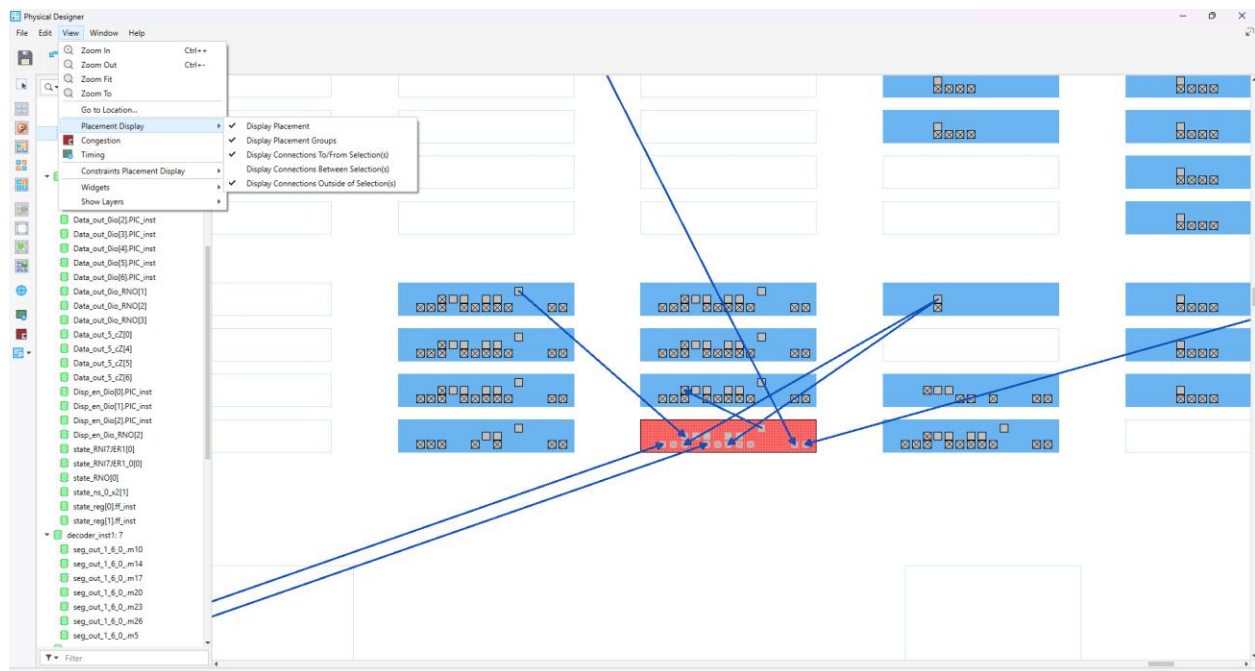 Physical Designer
File Edit View Window Help
Zoom In Ctrl++
Zoom Out Ctrl+-
Zoom Fit
Zoom To
Go to Location...
Placement Display
Congestion
Timing
Constraints Placement Display
Widgets
Show Layers
Display Placement
Display Placement Groups
Display Connections To/From Selection(s)
Display Connections Between Selection(s)
Display Connections Outside of Selection(s)
Data_out_0io[2].PIC_inst
Data_out_0io[3].PIC_inst
Data_out_0io[4].PIC_inst
Data_out_0io[5].PIC_inst
Data_out_0io[6].PIC_inst
Data_out_0io_RNO[1]
Data_out_0io_RNO[2]
Data_out_0io_RNO[3]
Data_out_5_cZ[0]
Data_out_5_cZ[4]
Data_out_5_cZ[5]
Data_out_5_cZ[6]
Disp_en_0io[0].PIC_inst
Disp_en_0io[1].PIC_inst
Disp_en_0io[2].PIC_inst
Disp_en_0io_RNO[2]
state_RNI7JER1[0]
state_RNI7JER1_0[0]
state_RNO[0]
state_ns_0_x2[1]
state_reg[0].ff_inst
state_reg[1].ff_inst
decoder_inst1: 7
seg_out_1_6_0_.m10
seg_out_1_6_0_.m14
seg_out_1_6_0_.m17
seg_out_1_6_0_.m20
seg_out_1_6_0_.m23
seg_out_1_6_0_.m26
seg_out_1_6_0_.m5
Filter